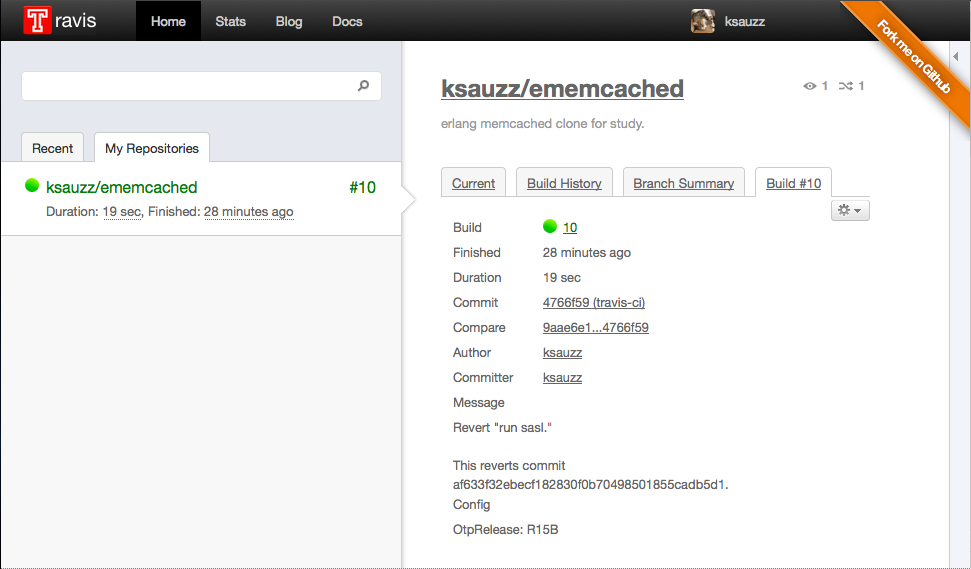 Travis Home Stats Blog Docs ksauzz
Fork me on Github
Recent My Repositories
ksauzz/ememcached #10
Duration: 19 sec, Finished: 28 minutes ago
ksauzz/ememcached 1 1
erlang memcached clone for study.
Current Build History Branch Summary Build #10
Build 10
Finished 28 minutes ago
Duration 19 sec
Commit 4766f59 (travis-ci)
Compare 9aae6e1...4766f59
Author ksauzz
Committer ksauzz
Message
Revert "run sasl."
This reverts commit
af633f32ebecf182830f0b70498501855cadb5d1.
Config
OtpRelease: R15B